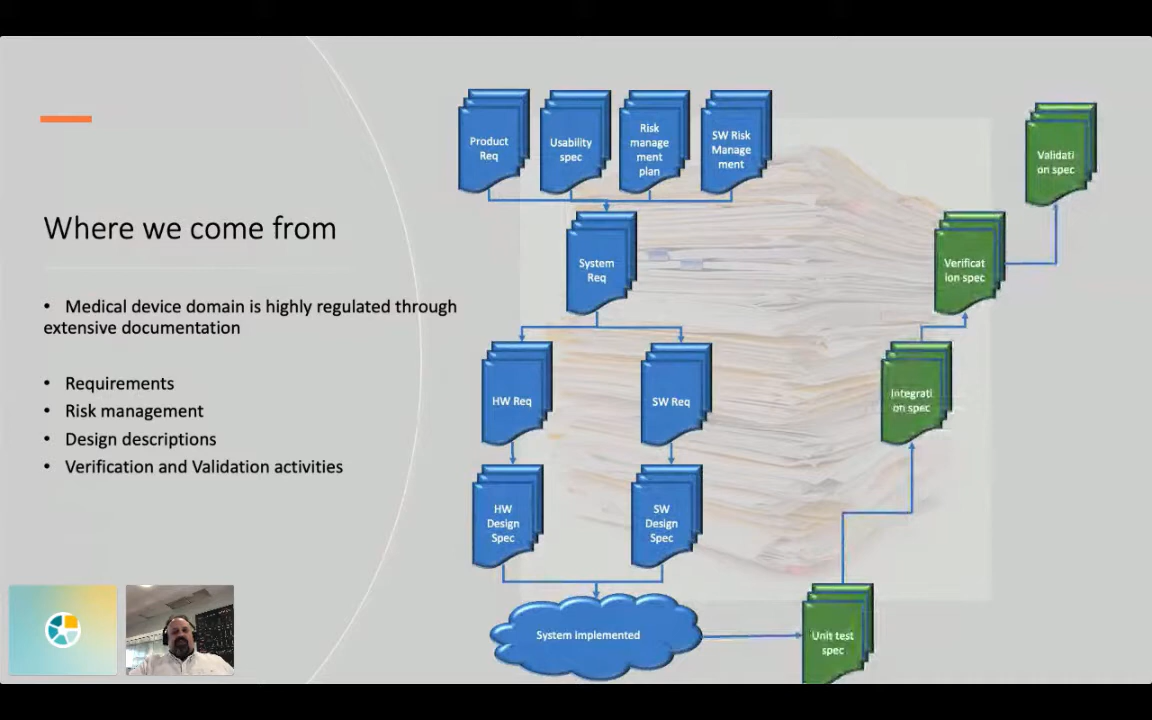 Where we come from
• Medical device domain is highly regulated through
extensive documentation
• Requirements
• Risk management
• Design descriptions
• Verification and Validation activities
Product
Req
Usability
spec
Risk
manage
ment
plan
SW Risk
Manage
ment
System
Req
HW Req
SW Req
HW
Design
Spec
SW
Design
Spec
System implemented
Unit test
spec
Integrati
on spec
Verificat
ion spec
Validati
on spec